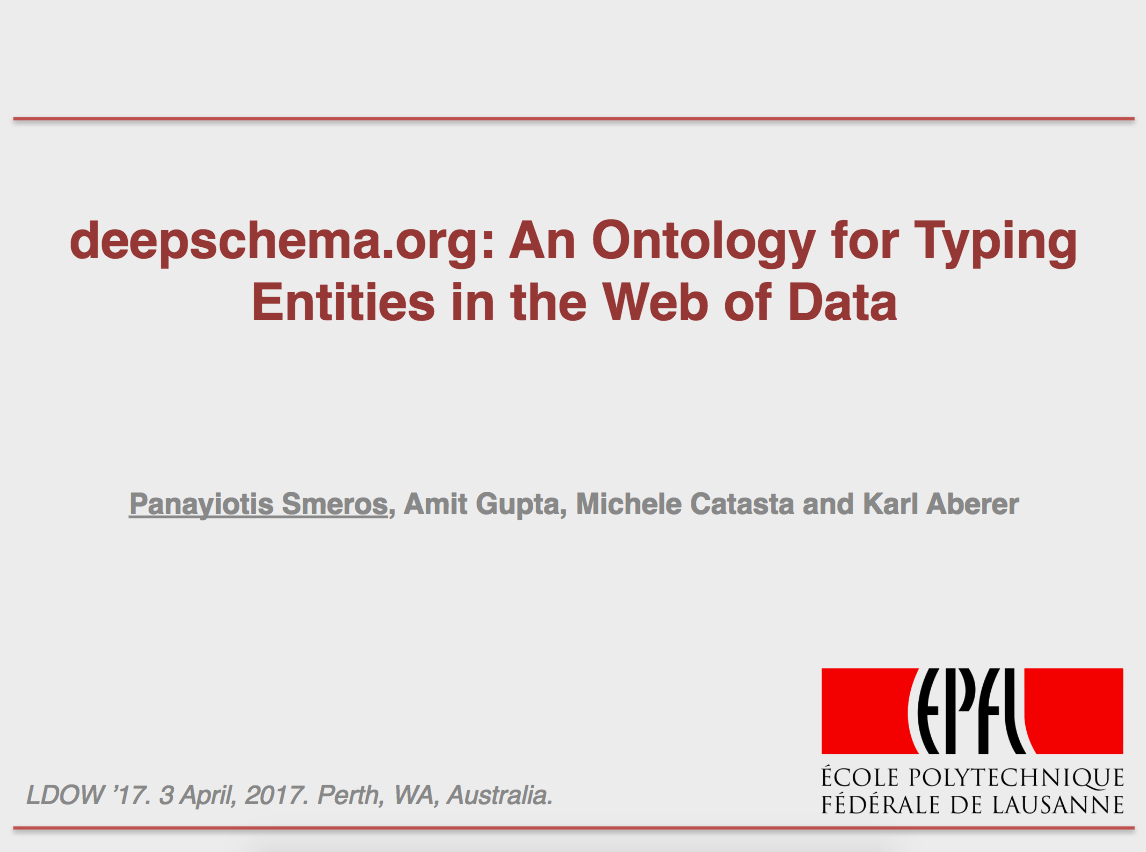 deepschema.org: An Ontology for Typing
Entities in the Web of Data
Panayiotis Smeros, Amit Gupta, Michele Catasta and Karl Aberer
EPFL
ÉCOLE POLYTECHNIQUE
FÉDÉRALE DE LAUSANNE
LDOW ’17. 3 April, 2017. Perth, WA, Australia.